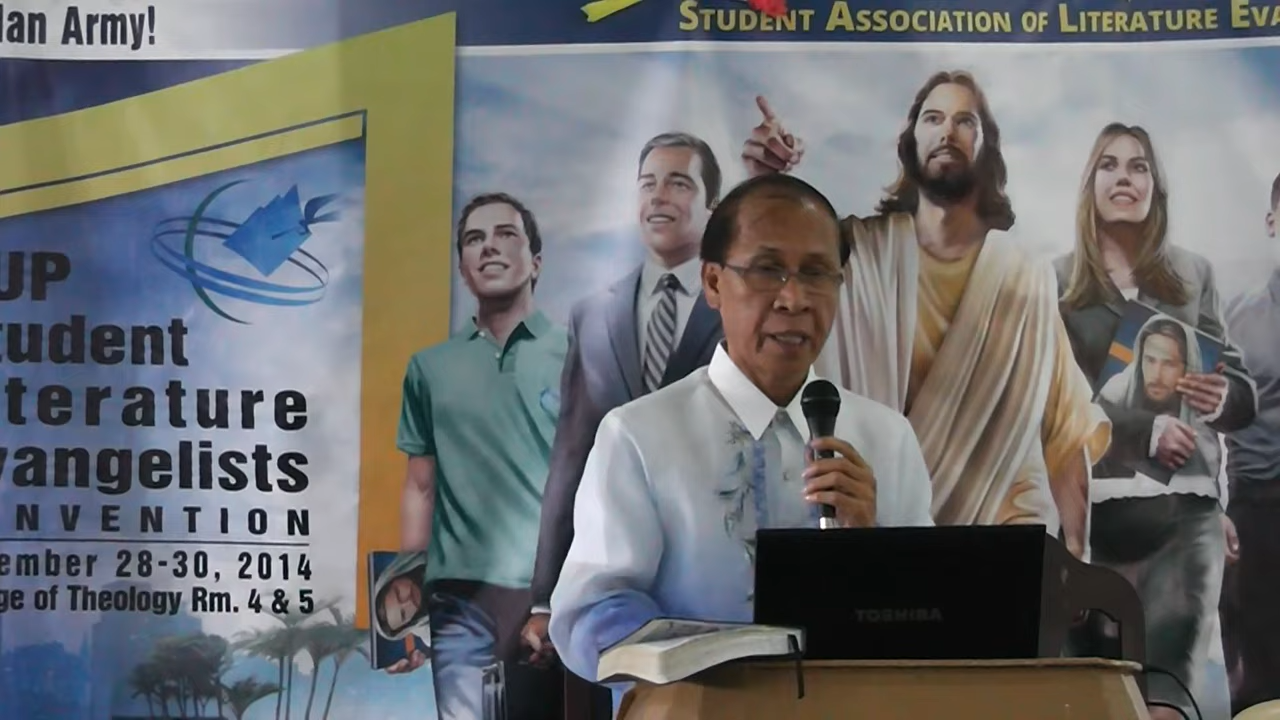 lan Army!
STUDENT ASSOCIATION OF LITERATURE EVA
UP
tudent
iterature
vangelists
NVENTION
ember 28-30, 2014
ge of Theology Rm. 4 & 5
TOSHIBA